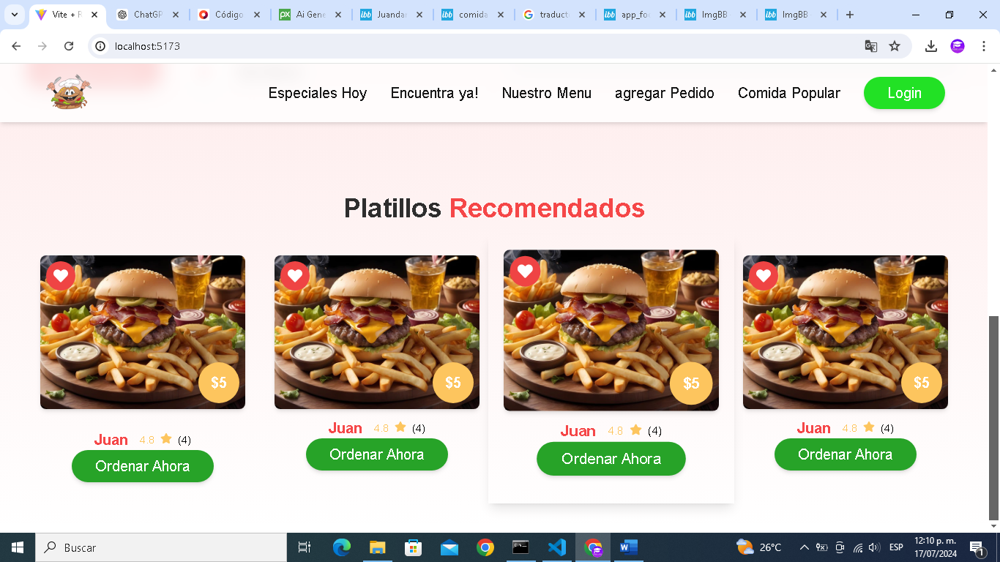 Vite + R
ChatGP
Código
Ai Gene
Juandar
comida
traducto
app_foo
ImgBB
ImgBB
localhost:5173
Especiales Hoy
Encuentra ya!
Nuestro Menu
agregar Pedido
Comida Popular
Login
Platillos Recomendados
$5
$5
$5
$5
Juan 4.8 (4)
Ordenar Ahora
Juan 4.8 (4)
Ordenar Ahora
Juan 4.8 (4)
Ordenar Ahora
Juan 4.8 (4)
Ordenar Ahora
Buscar
26°C
ESP
12:10 p. m.
17/07/2024
1